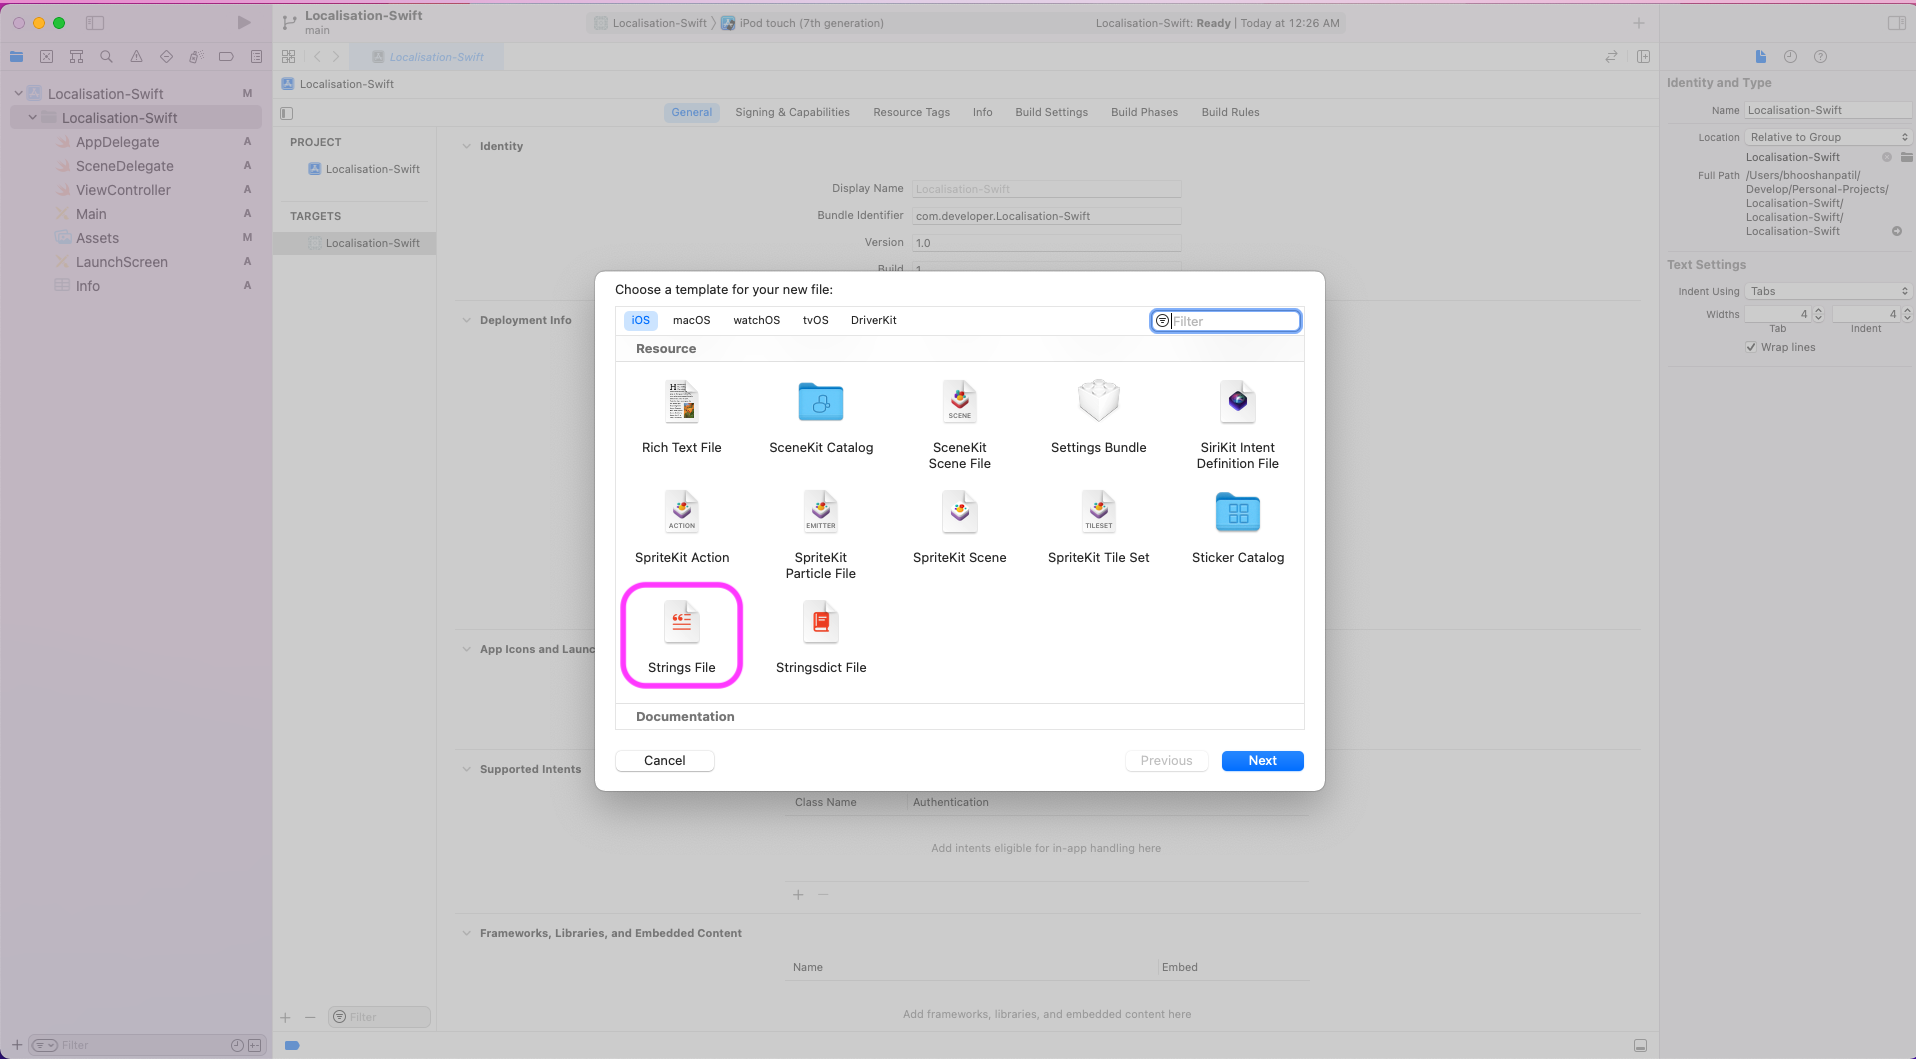 Localisation-Swift
main
Localisation-Swift
iPod touch (7th generation)
Localisation-Swift: Ready | Today at 12:26 AM
Localisation-Swift
Localisation-Swift
Localisation-Swift M
Localisation-Swift
AppDelegate A
SceneDelegate A
ViewController A
Main A
Assets M
LaunchScreen A
Info A
Filter
General
Signing & Capabilities
Resource Tags
Info
Build Settings
Build Phases
Build Rules
PROJECT
Localisation-Swift
TARGETS
Localisation-Swift
Filter
Identity
Display Name Localisation-Swift
Bundle Identifier com.developer.Localisation-Swift
Version 1.0
Build 1
Deployment Info
App Icons and Launc
Supported Intents
Class Name
Authentication
Add intents eligible for in-app handling here
Frameworks, Libraries, and Embedded Content
Name
Embed
Add frameworks, libraries, and embedded content here
Choose a template for your new file:
iOS
macOS
watchOS
tvOS
DriverKit
Filter
Resource
H
Rich Text File
SceneKit Catalog
SCENE
SceneKit
Scene File
Settings Bundle
SiriKit Intent
Definition File
ACTION
SpriteKit Action
EMITTER
SpriteKit
Particle File
SpriteKit Scene
TILESET
SpriteKit Tile Set
Sticker Catalog
Strings File
Stringsdict File
Documentation
Cancel
Previous
Next
Identity and Type
Name Localisation-Swift
Location Relative to Group
Localisation-Swift
Full Path /Users/bhooshanpatil/
Develop/Personal-Projects/
Localisation-Swift/
Localisation-Swift/
Localisation-Swift
Text Settings
Indent Using Tabs
Widths 4 4
Tab Indent
Wrap lines